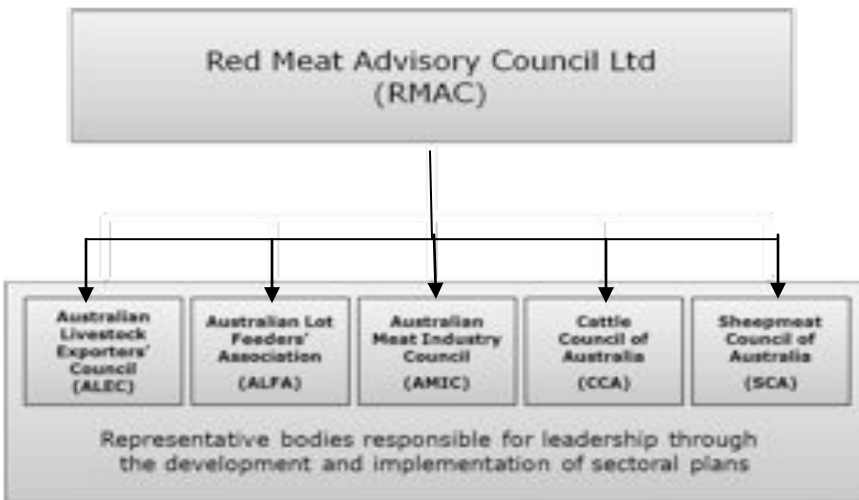 Red Meat Advisory Council Ltd
(RMAC)
Australian
Livestock
Exporters'
Council
(ALEC)
Australian Lot
Feeders'
Association
(ALFA)
Australian
Meat Industry
Council
(AMIC)
Cattle
Council of
Australia
(CCA)
Sheepmeat
Council of
Australia
(SCA)
Representative bodies responsible for leadership through
the development and implementation of sectoral plans